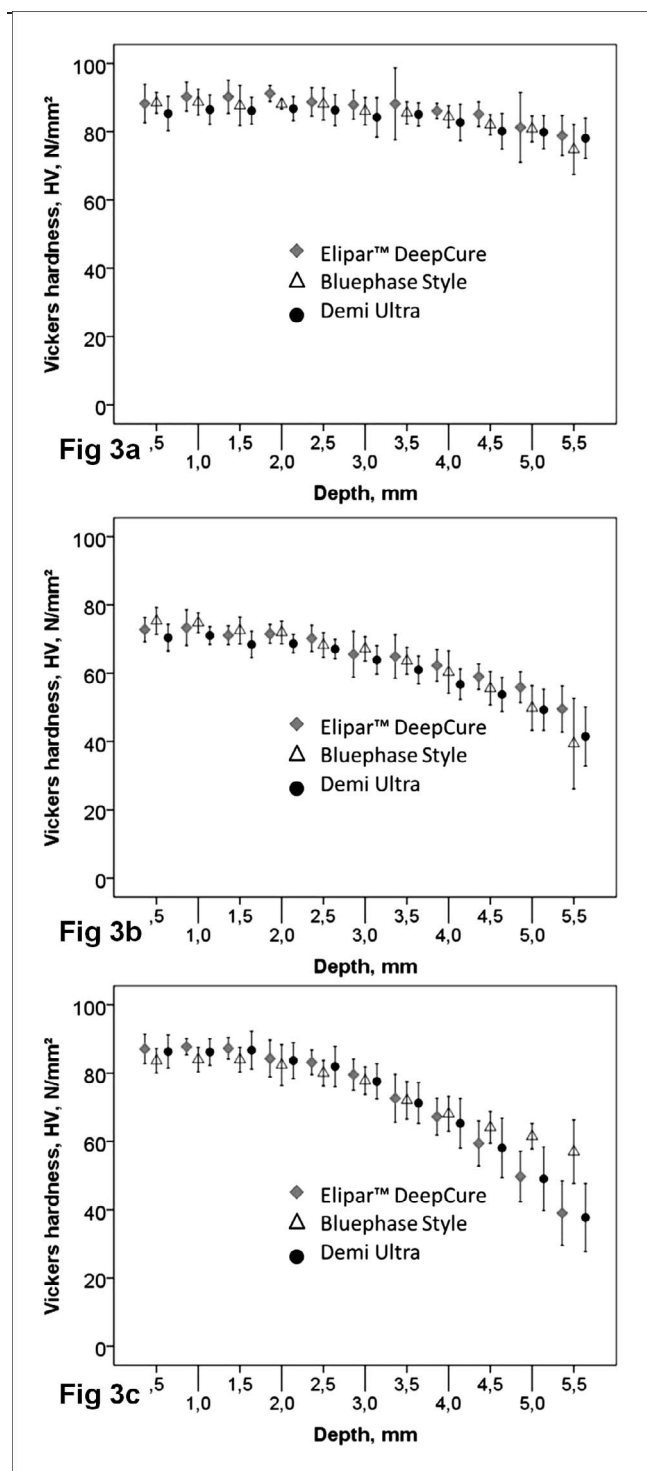 Vickers hardness, HV, N/mm²
100
80
60
40
20
0
Elipar™ DeepCure
Bluephase Style
Demi Ultra
Fig 3a
,5 1,5 2,5 3,5 4,5 5,5
1,0 2,0 3,0 4,0 5,0
Depth, mm
Vickers hardness, HV, N/mm²
100
80
60
40
20
0
Elipar™ DeepCure
Bluephase Style
Demi Ultra
Fig 3b
,5 1,5 2,5 3,5 4,5 5,5
1,0 2,0 3,0 4,0 5,0
Depth, mm
Vickers hardness, HV, N/mm²
100
80
60
40
20
0
Elipar™ DeepCure
Bluephase Style
Demi Ultra
Fig 3c
,5 1,5 2,5 3,5 4,5 5,5
1,0 2,0 3,0 4,0 5,0
Depth, mm